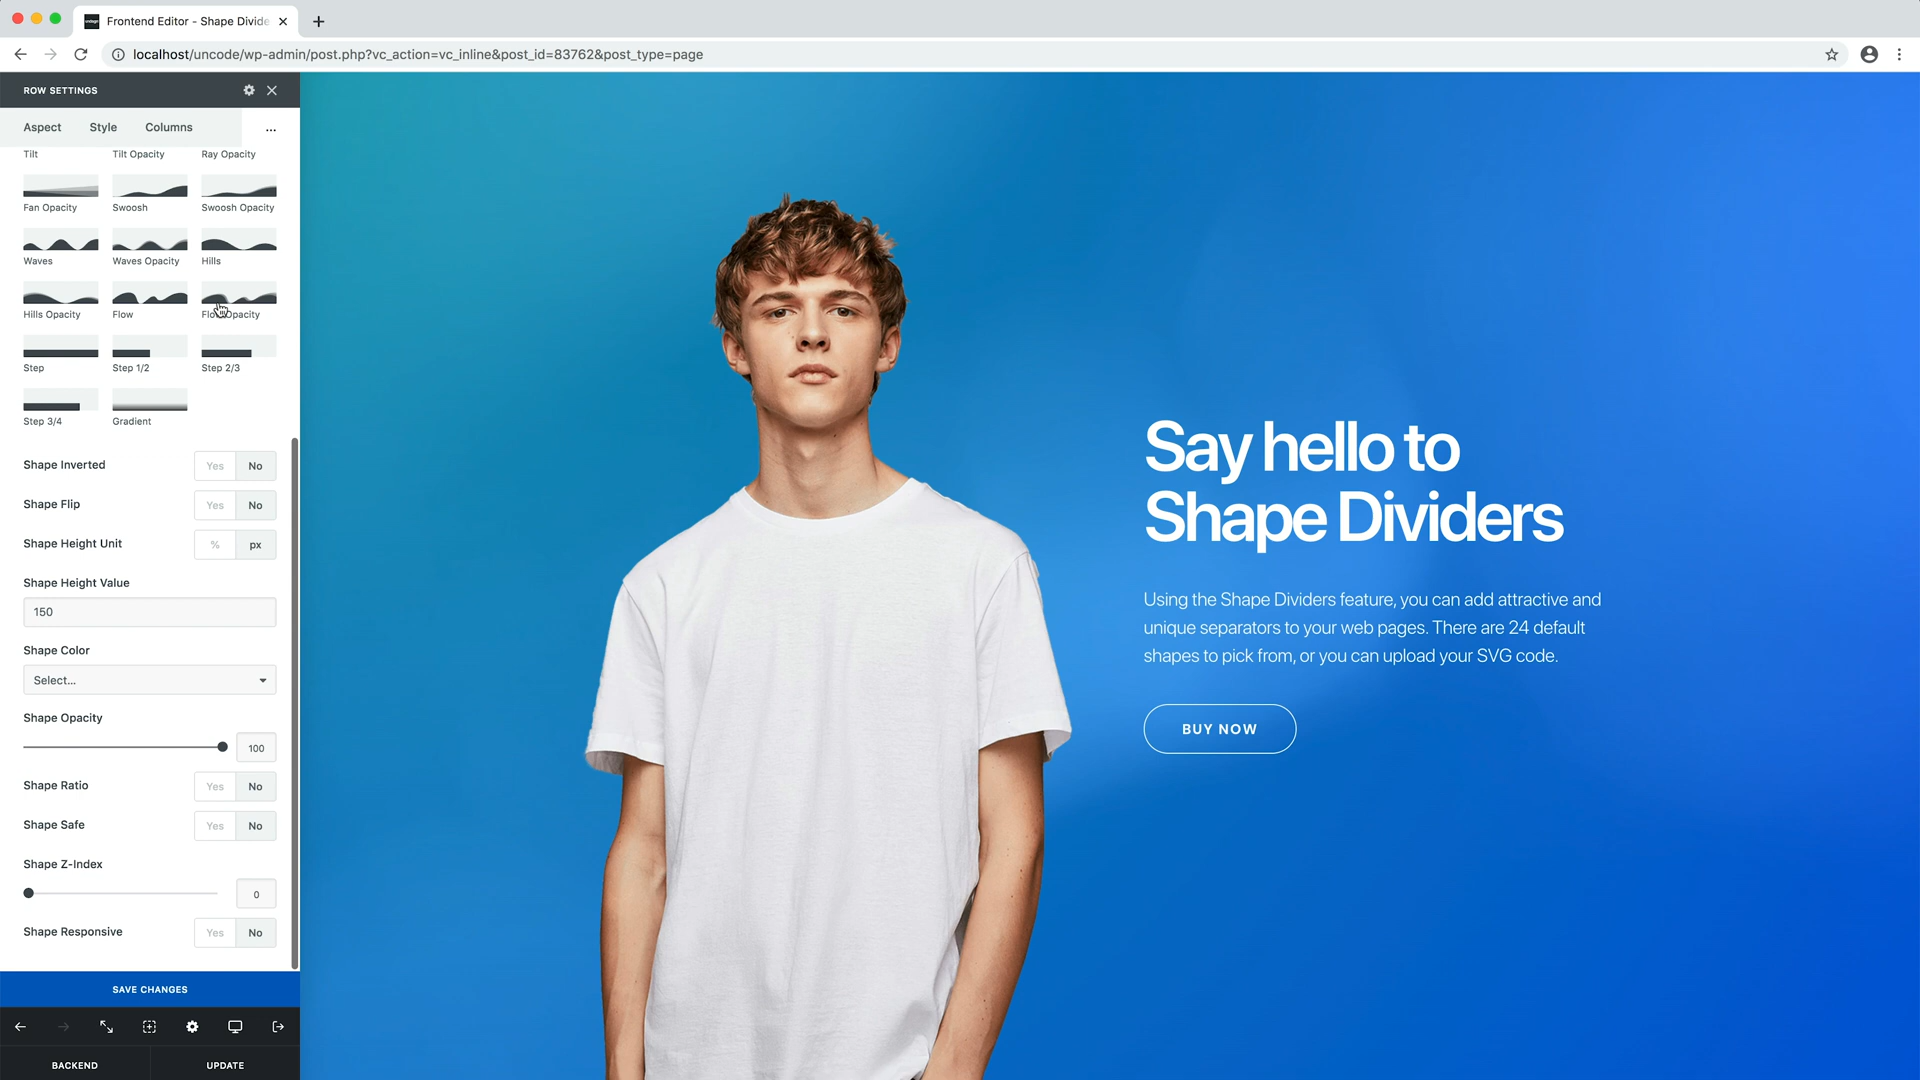 Frontend Editor - Shape Divide
localhost/uncode/wp-admin/post.php?vc_action=vc_inline&post_id=83762&post_type=page
ROW SETTINGS
Aspect Style Columns ...
Tilt Tilt Opacity Ray Opacity
Fan Opacity Swoosh Swoosh Opacity
Waves Waves Opacity Hills
Hills Opacity Flow Flow Opacity
Step Step 1/2 Step 2/3
Step 3/4 Gradient
Shape Inverted Yes No
Shape Flip Yes No
Shape Height Unit % px
Shape Height Value
150
Shape Color
Select...
Shape Opacity
100
Shape Ratio Yes No
Shape Safe Yes No
Shape Z-Index
0
Shape Responsive Yes No
SAVE CHANGES
BACKEND UPDATE
Say hello to
Shape Dividers
Using the Shape Dividers feature, you can add attractive and
unique separators to your web pages. There are 24 default
shapes to pick from, or you can upload your SVG code.
BUY NOW